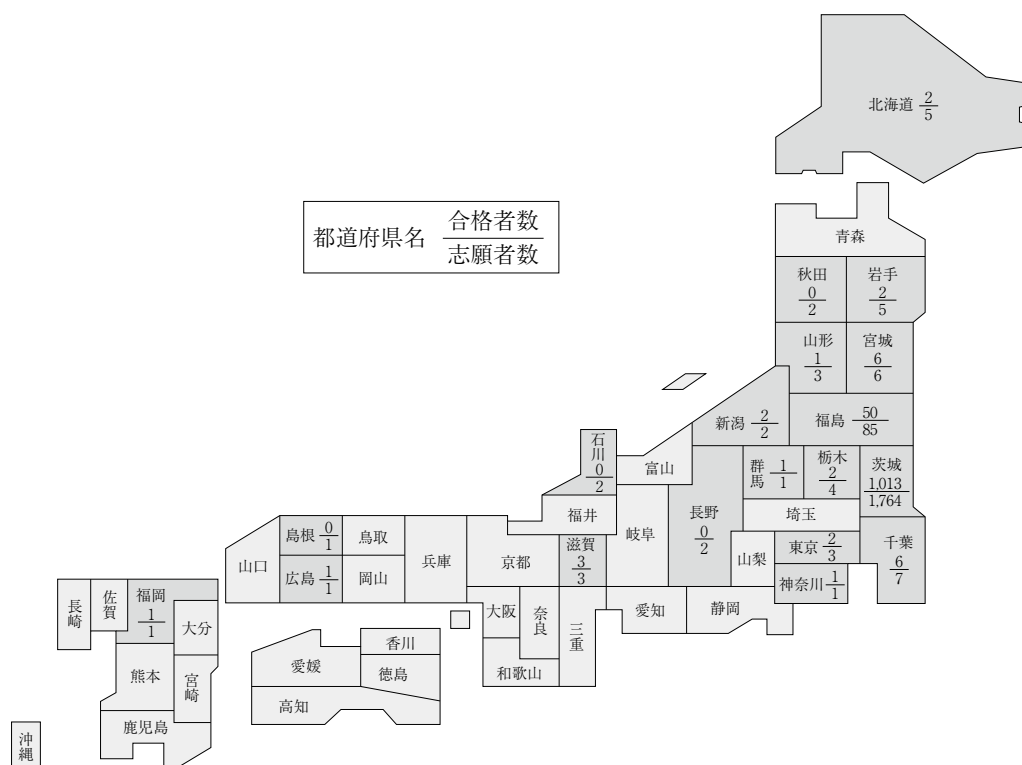 北海道 2/5
都道府県名 合格者数/志願者数
青森
秋田 0/2
岩手 2/5
山形 1/3
宮城 6/6
新潟 2/2
福島 50/85
石川 0/2
富山
群馬 1/1
栃木 2/4
茨城 1,013/1,764
福井
岐阜
長野 0/2
埼玉
山梨
東京 2/3
千葉 6/7
神奈川 1/1
山口
島根 0/1
鳥取
広島 1/1
岡山
兵庫
京都
滋賀 3/3
大阪
奈良
三重
愛知
静岡
和歌山
長崎
佐賀
福岡 1/1
大分
熊本
宮崎
鹿児島
愛媛
香川
徳島
高知
沖縄